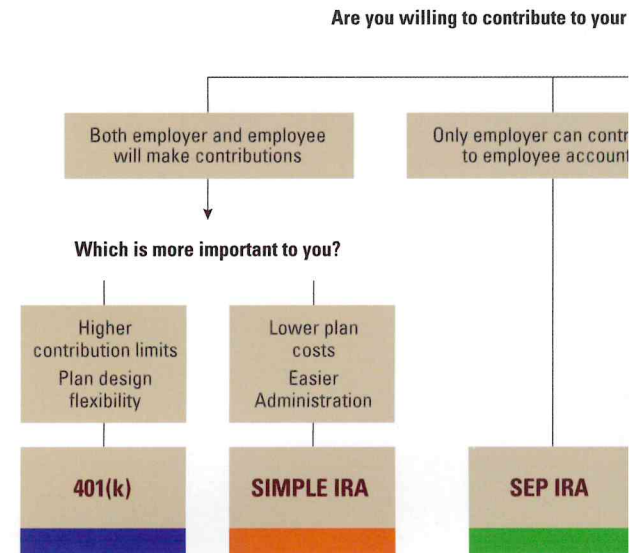 Are you willing to contribute to your
Both employer and employee
will make contributions
Only employer can contr
to employee account
Which is more important to you?
Higher
contribution limits
Plan design
flexibility
Lower plan
costs
Easier
Administration
401(k)
SIMPLE IRA
SEP IRA